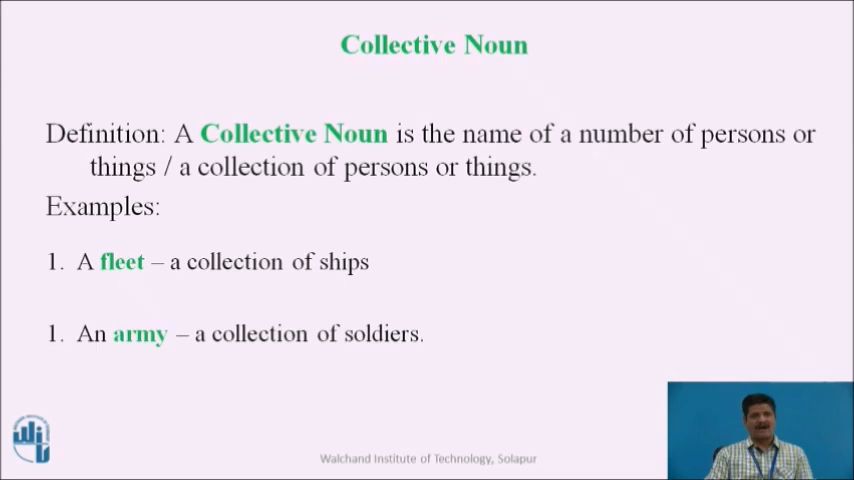 Collective Noun
Definition: A Collective Noun is the name of a number of persons or
things / a collection of persons or things.
Examples:
1. A fleet – a collection of ships
1. An army – a collection of soldiers.
Walchand Institute of Technology, Solapur